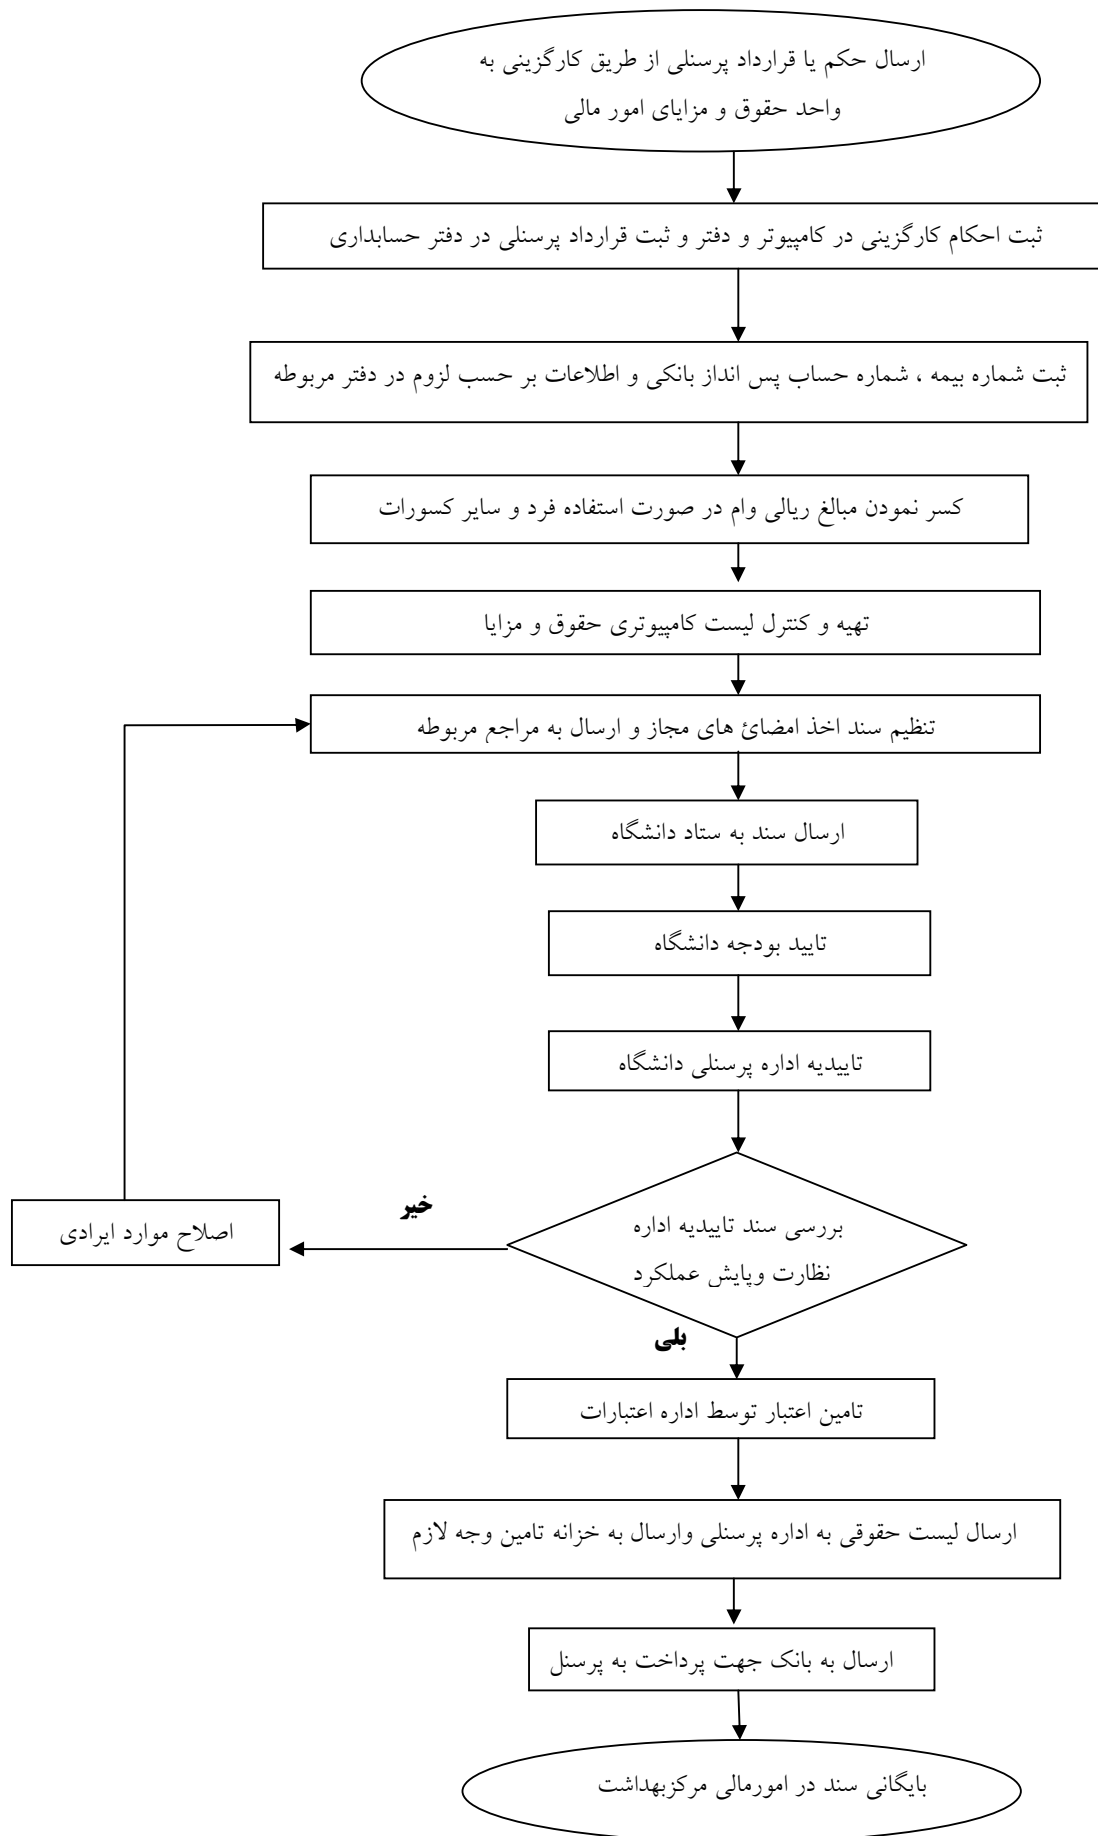 ارسال حکم یا قرارداد پرسنلی از طریق کارگزینی به
واحد حقوق و مزایای امور مالی
ثبت احکام کارگزینی در کامپیوتر و دفتر و ثبت قرارداد پرسنلی در دفتر حسابداری
ثبت شماره بیمه ، شماره حساب پس انداز بانکی و اطلاعات بر حسب لزوم در دفتر مربوطه
کسر نمودن مبالغ ریالی وام در صورت استفاده فرد و سایر کسورات
تهیه و کنترل لیست کامپیوتری حقوق و مزایا
تنظیم سند اخذ امضائ های مجاز و ارسال به مراجع مربوطه
ارسال سند به ستاد دانشگاه
تایید بودجه دانشگاه
تاییدیه اداره پرسنلی دانشگاه
بررسی سند تاییدیه اداره
نظارت وپایش عملکرد
خیر
اصلاح موارد ایرادی
بلی
تامین اعتبار توسط اداره اعتبارات
ارسال لیست حقوقی به اداره پرسنلی وارسال به خزانه تامین وجه لازم
ارسال به بانک جهت پرداخت به پرسنل
بایگانی سند در امورمالی مرکزبهداشت